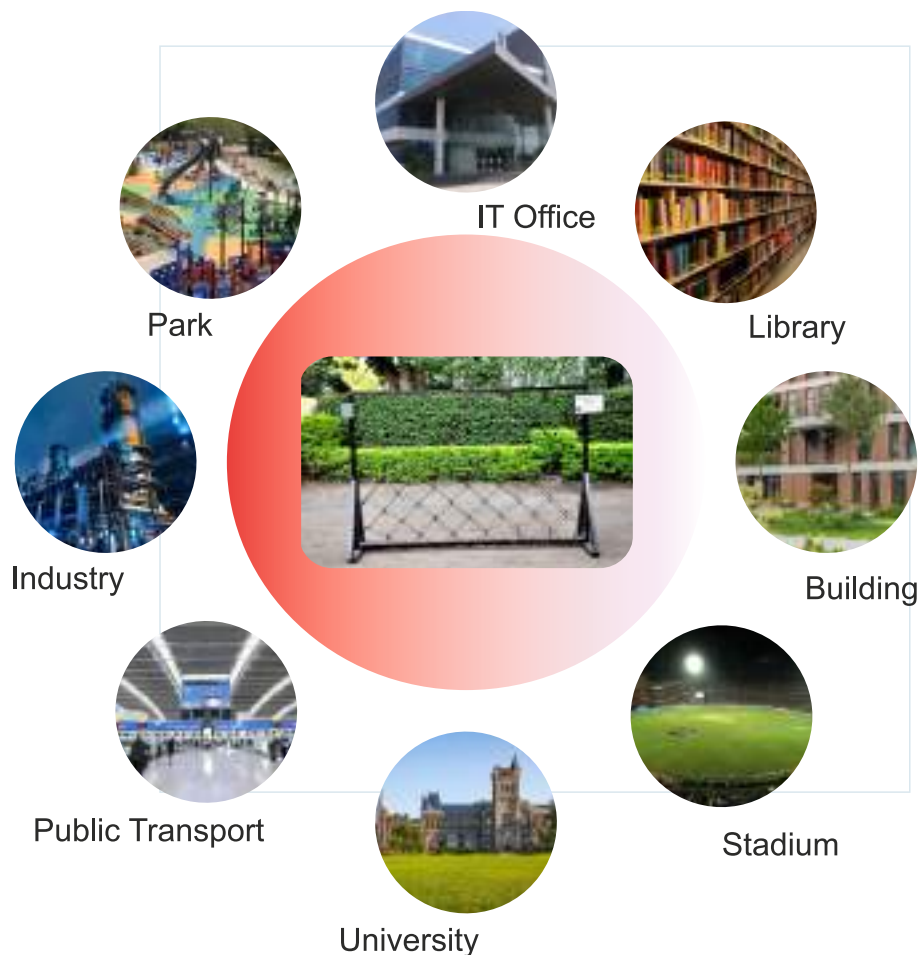 IT Office
Park
Library
Industry
Building
Public Transport
Stadium
University